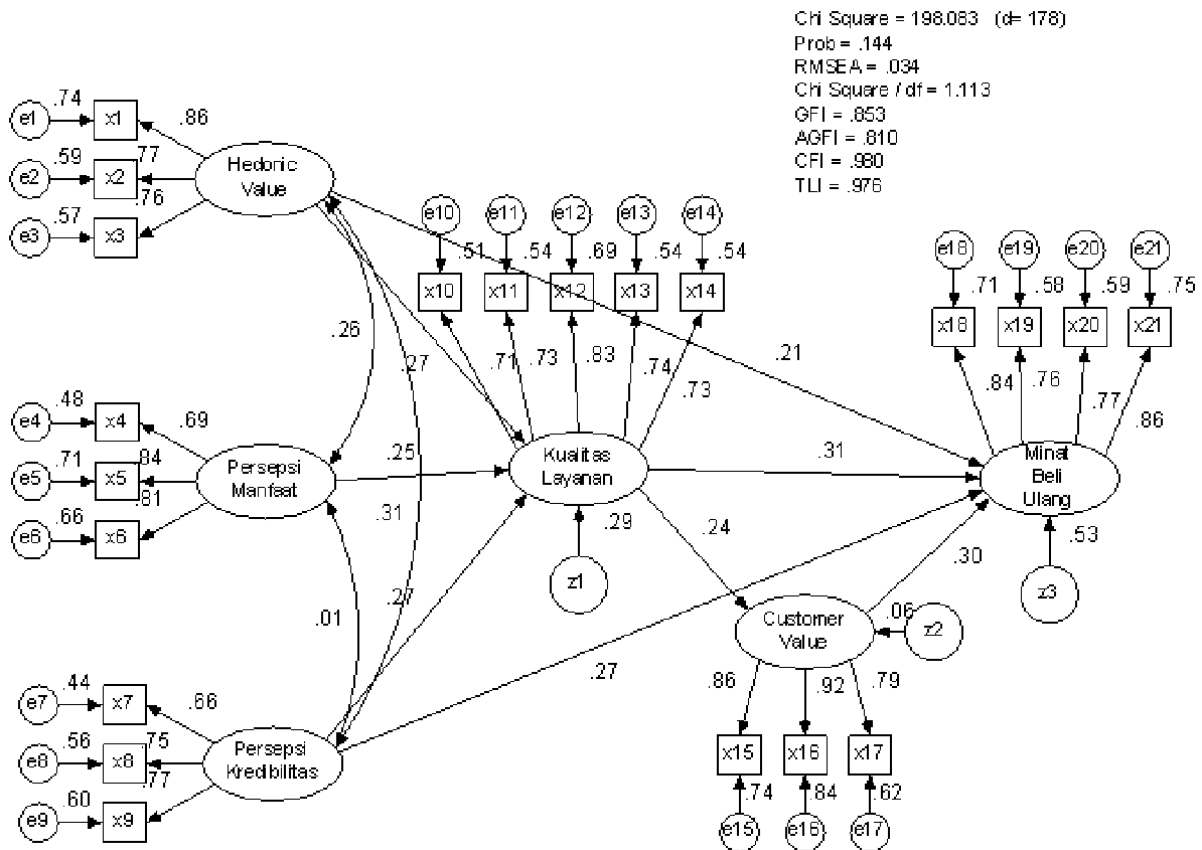 Chi Square = 198.083 (d= 178)
Prob = .144
RMSEA = .034
Chi Square / df = 1.113
GFI = .853
AGFI = .810
CFI = .980
TLI = .976
e1
.74
x1
.86
e2
.59
x2
.77
e3
.57
x3
.76
Hedonic
Value
e10
e11
e12
e13
e14
.51
.54
.69
.54
.54
x10
x11
x12
x13
x14
.71
.73
.83
.74
.73
e18
e19
e20
e21
.71
.58
.59
.75
x18
x19
x20
x21
.84
.76
.77
.86
.26
.27
.21
e4
.48
x4
.69
e5
.71
x5
.84
e6
.66
x6
.81
Persepsi
Manfaat
.25
.31
Kualitas
Layanan
.29
z1
.31
Minat
Beli
Ulang
.53
z3
.24
.30
.01
.27
.27
Customer
Value
.06
z2
.86
.92
.79
x15
x16
x17
.74
.84
.62
e15
e16
e17
e7
.44
x7
.66
e8
.56
x8
.75
e9
.60
x9
.77
Persepsi
Kredibilitas